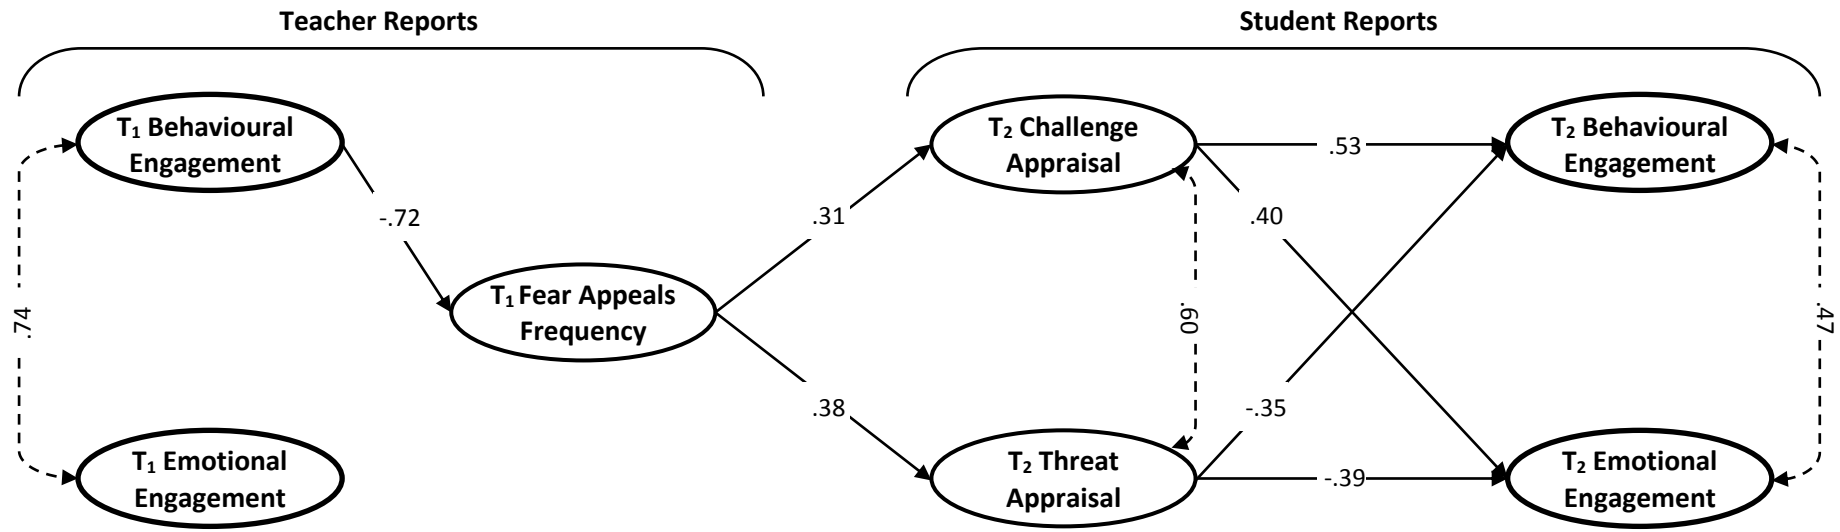 Teacher Reports
Student Reports
T₁ Behavioural
Engagement
T₂ Challenge
Appraisal
T₂ Behavioural
Engagement
.53
-.72
.31
.40
T₁ Fear Appeals
Frequency
.74
.60
.47
.38
-.35
T₁ Emotional
Engagement
T₂ Threat
Appraisal
-.39
T₂ Emotional
Engagement